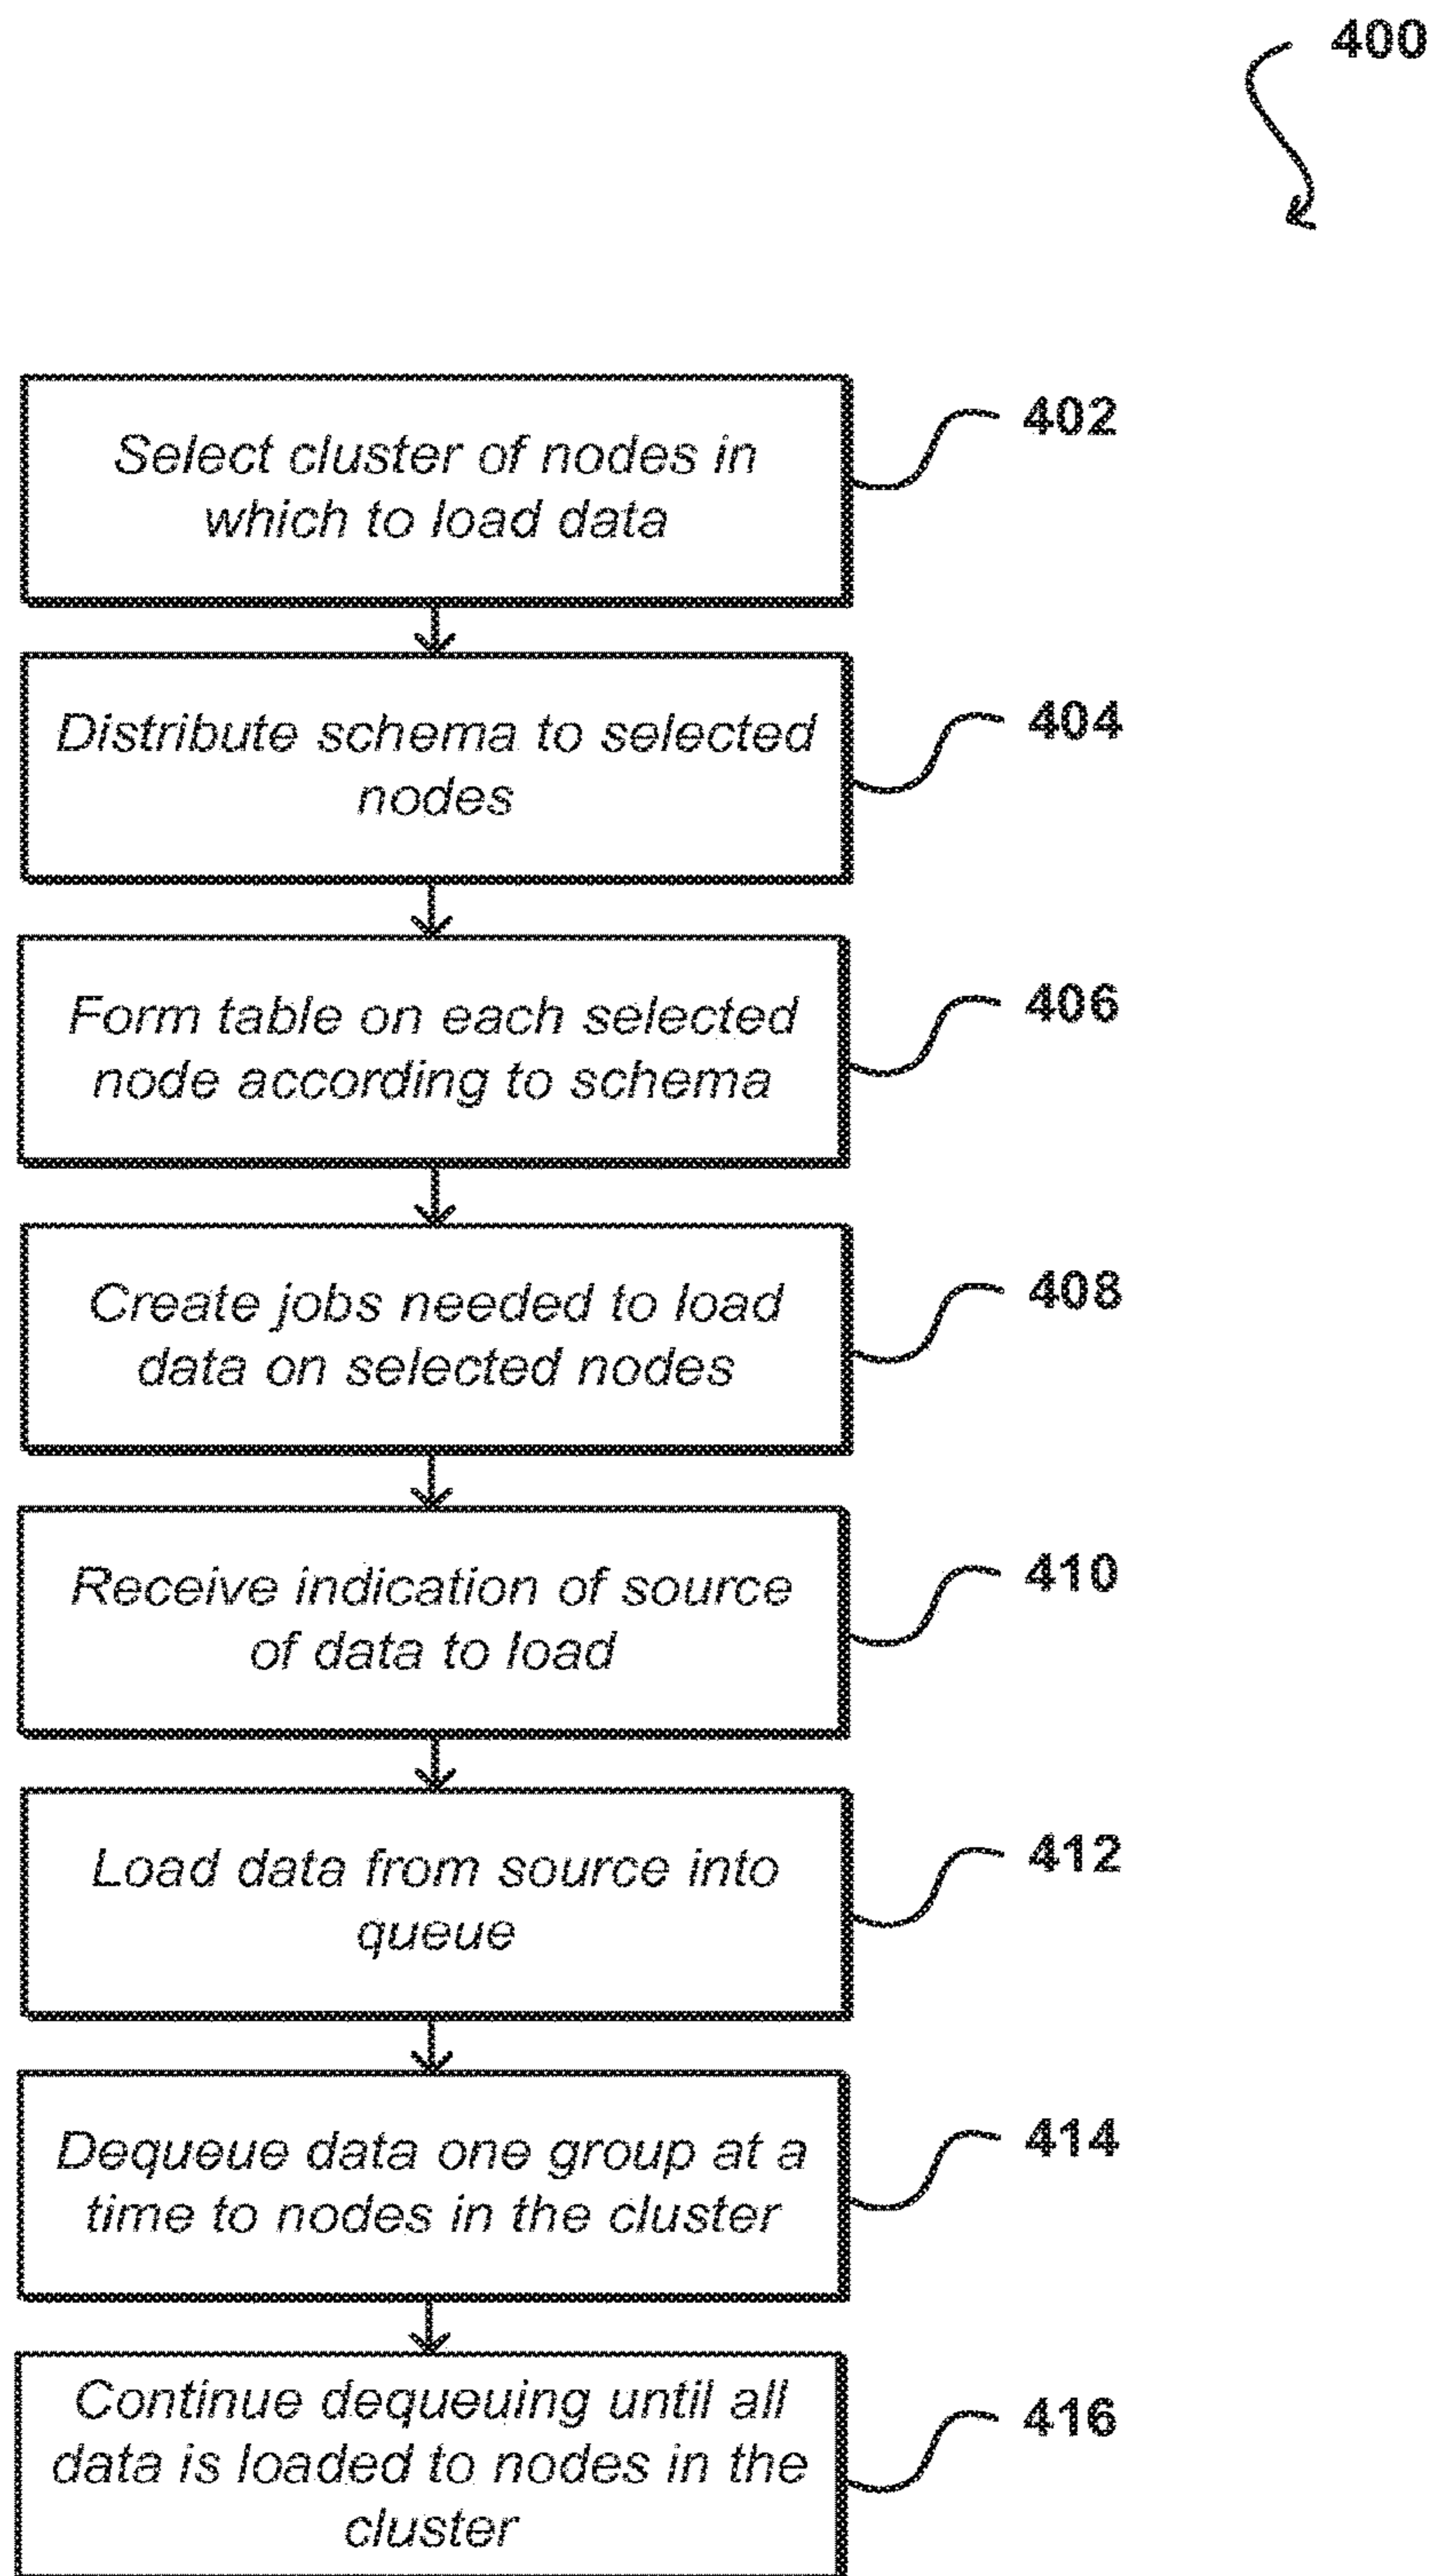 400
Select cluster of nodes in
which to load data
402
Distribute schema to selected
nodes
404
Form table on each selected
node according to schema
406
Create jobs needed to load
data on selected nodes
408
Receive indication of source
of data to load
410
Load data from source into
queue
412
Dequeue data one group at a
time to nodes in the cluster
414
Continue dequeuing until all
data is loaded to nodes in the
cluster
416